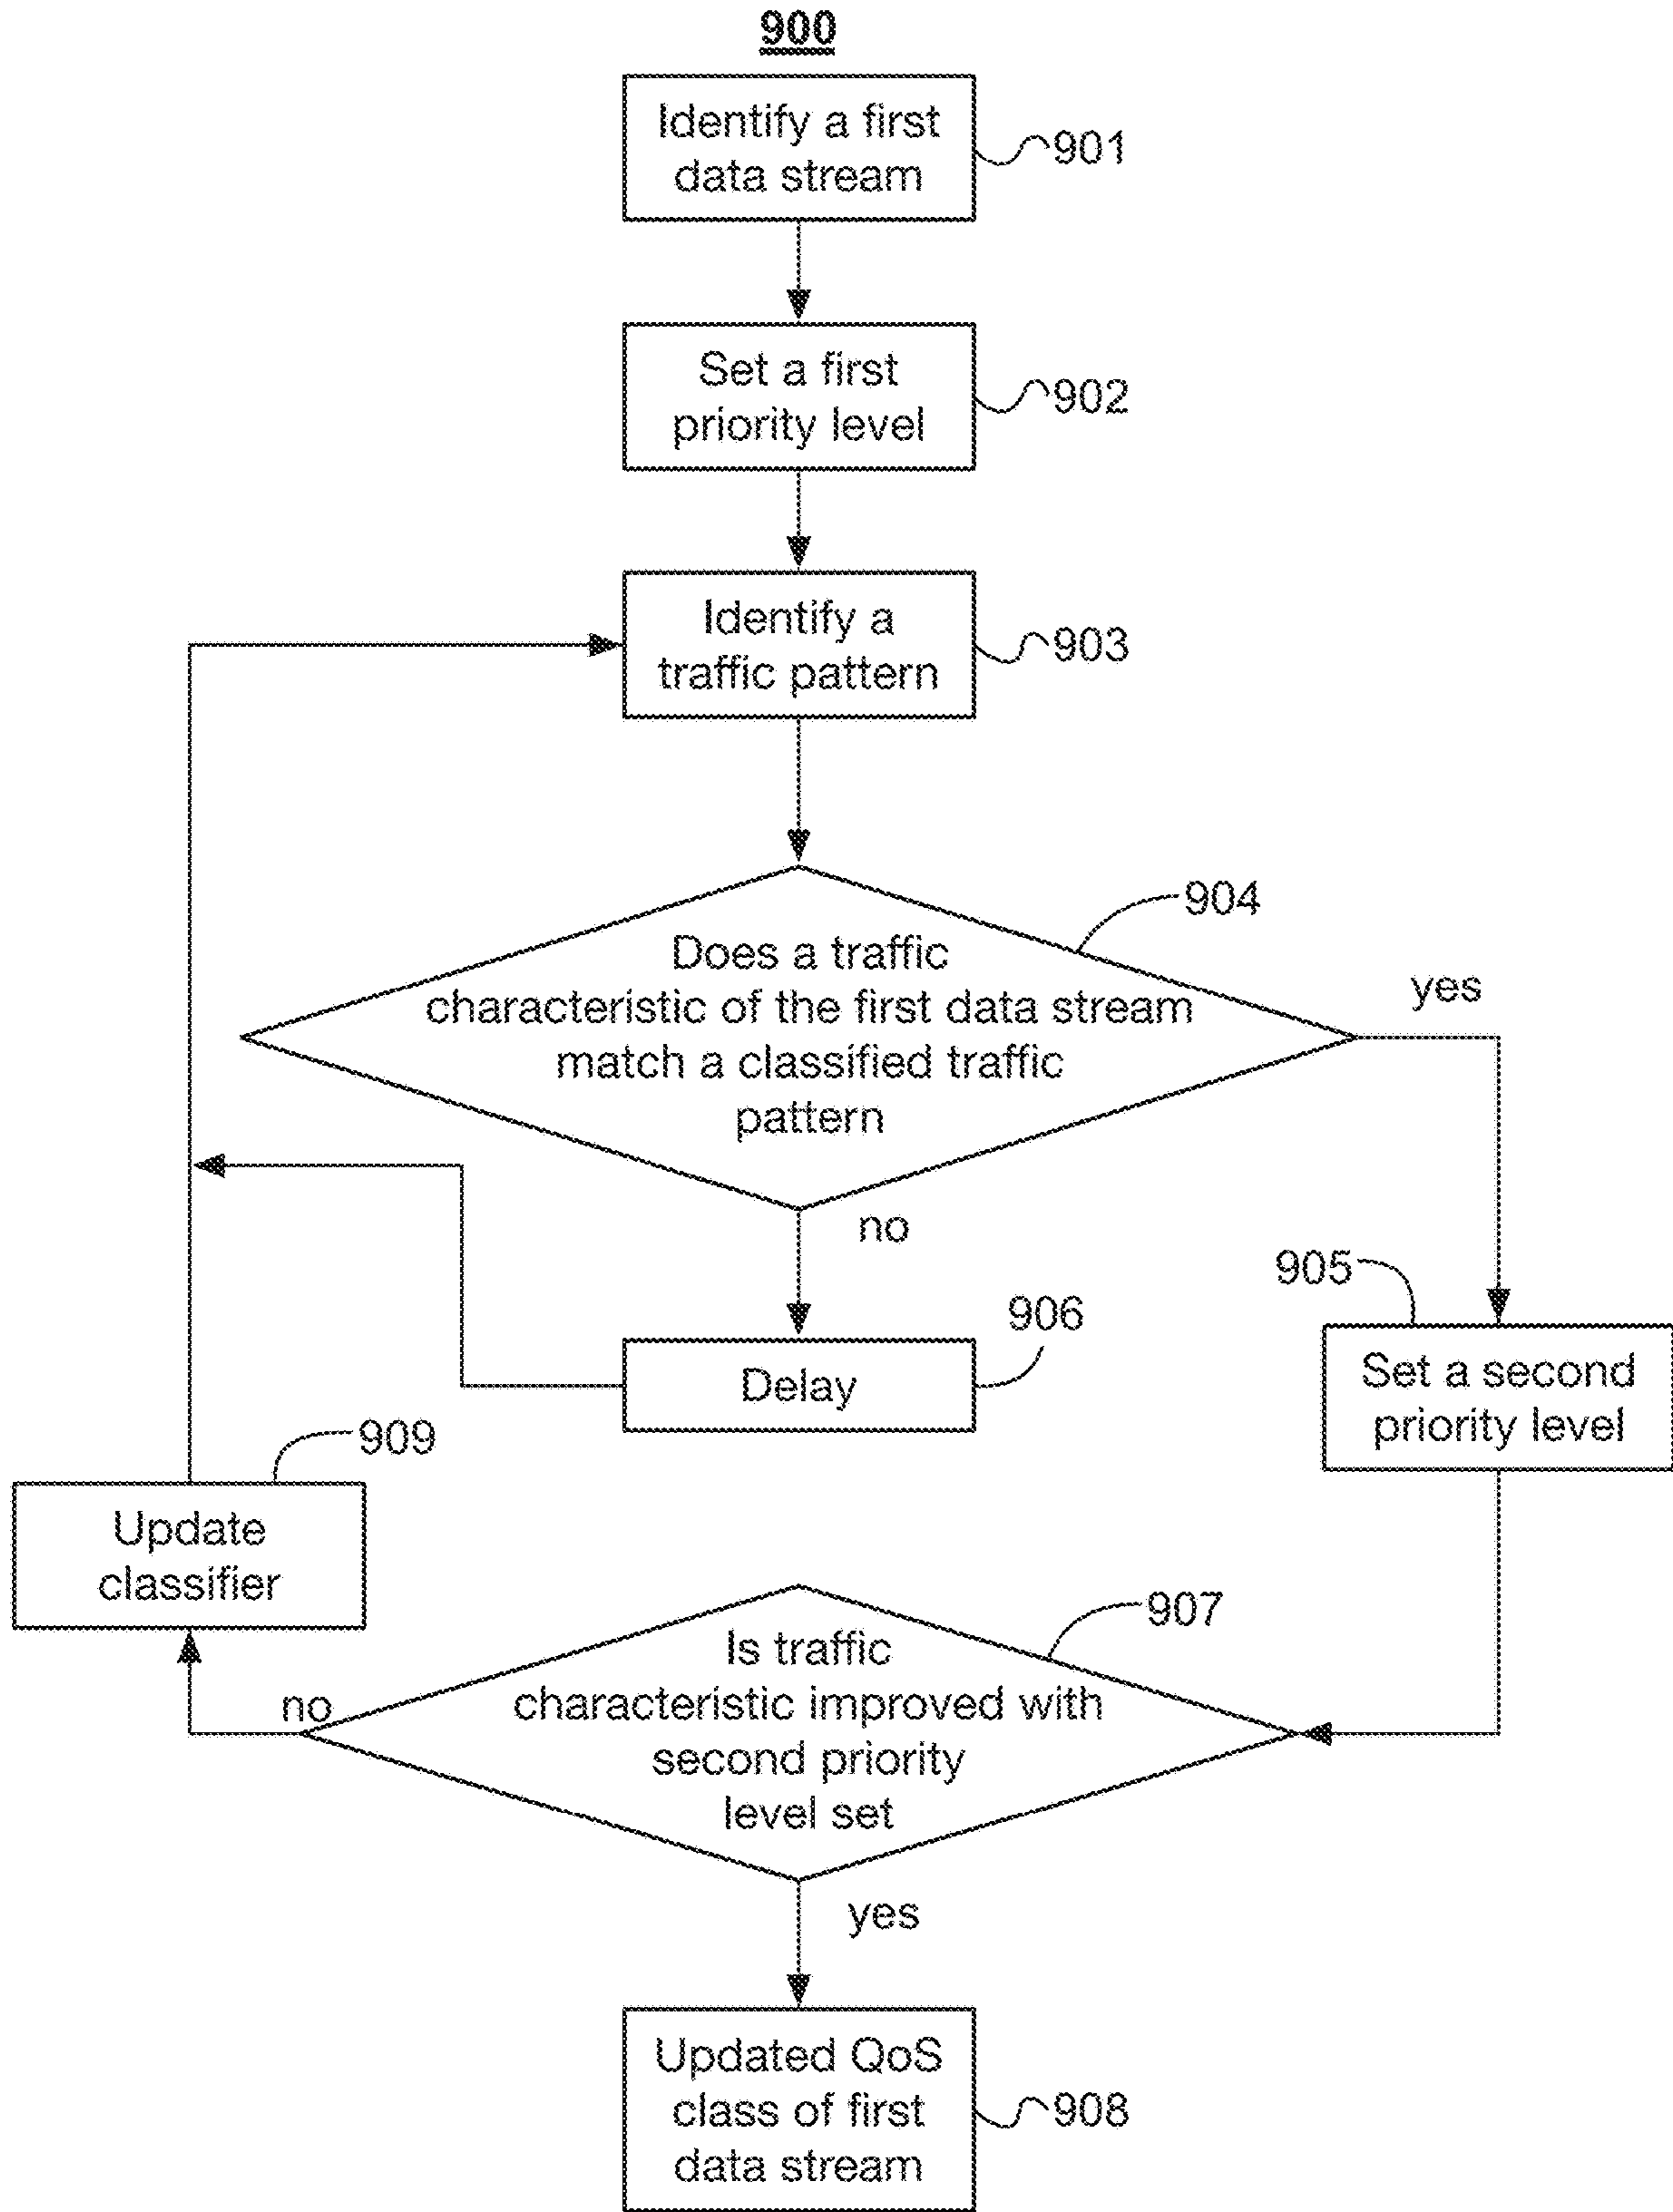 900
Identify a first
data stream
901
Set a first
priority level
902
Identify a
traffic pattern
903
904
Does a traffic
characteristic of the first data stream
match a classified traffic
pattern
yes
no
905
906
Delay
Set a second
priority level
909
Update
classifier
907
Is traffic
characteristic improved with
second priority
level set
no
yes
Updated QoS
class of first
data stream
908